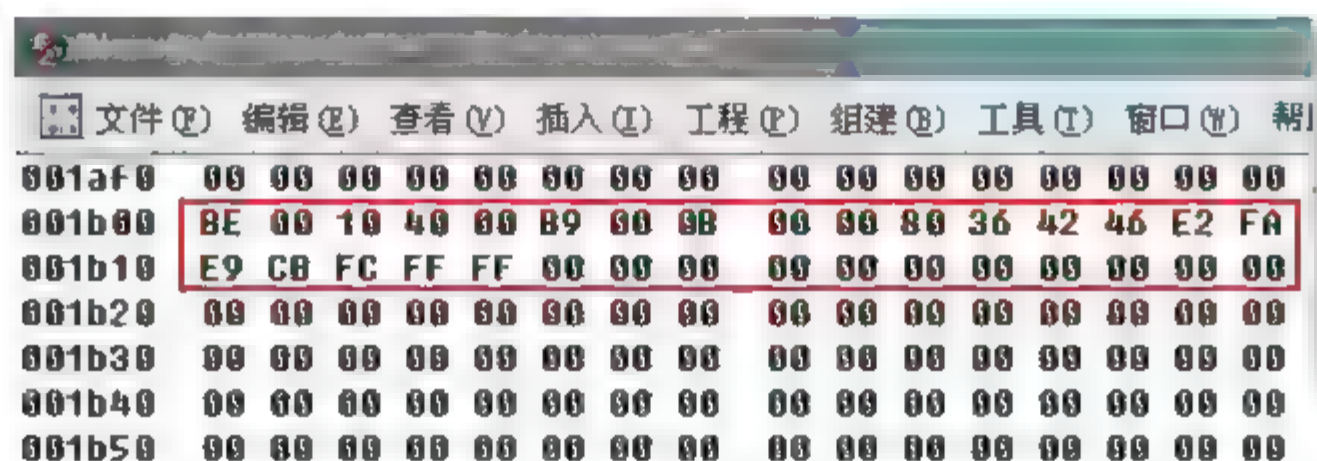 文件(F) 编辑(E) 查看(V) 插入(I) 工程(P) 组建(B) 工具(T) 窗口(W)
001af0 00 00 00 00 00 00 00 00 00 00 00 00 00 00 00 00
001b00 BE 00 10 40 00 B9 00 0B 00 00 80 36 42 46 E2 FA
001b10 E9 CB FC FF FF 00 00 00 00 00 00 00 00 00 00 00
001b20 00 00 00 00 00 00 00 00 00 00 00 00 00 00 00 00
001b30 00 00 00 00 00 00 00 00 00 00 00 00 00 00 00 00
001b40 00 00 00 00 00 00 00 00 00 00 00 00 00 00 00 00
001b50 00 00 00 00 00 00 00 00 00 00 00 00 00 00 00 00